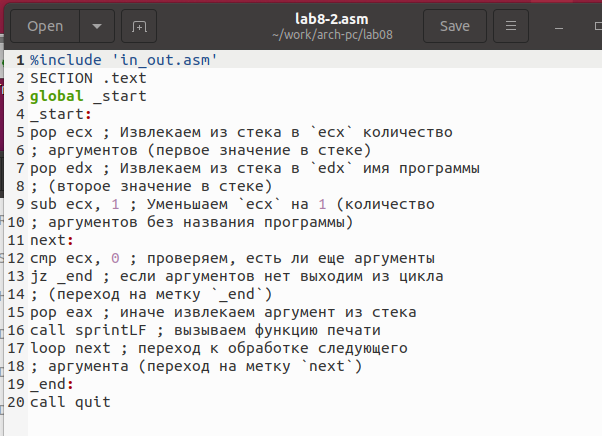 Open
lab8-2.asm
~/work/arch-pc/lab08
Save
1 %include 'in_out.asm'
2 SECTION .text
3 global _start
4 _start:
5 pop ecx ; Извлекаем из стека в `ecx` количество
6 ; аргументов (первое значение в стеке)
7 pop edx ; Извлекаем из стека в `edx` имя программы
8 ; (второе значение в стеке)
9 sub ecx, 1 ; Уменьшаем `ecx` на 1 (количество
10 ; аргументов без названия программы)
11 next:
12 cmp ecx, 0 ; проверяем, есть ли еще аргументы
13 jz _end ; если аргументов нет выходим из цикла
14 ; (переход на метку `_end`)
15 pop eax ; иначе извлекаем аргумент из стека
16 call sprintLF ; вызываем функцию печати
17 loop next ; переход к обработке следующего
18 ; аргумента (переход на метку `next`)
19 _end:
20 call quit